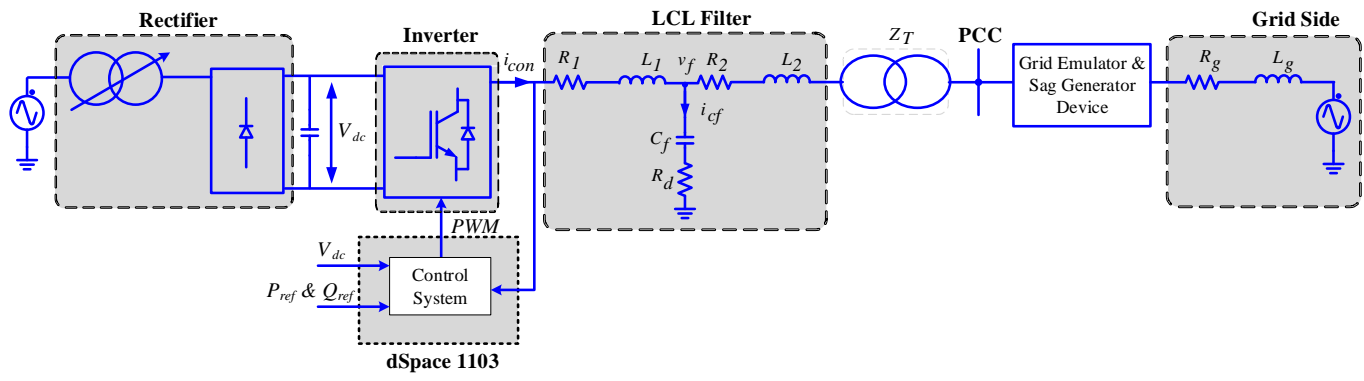 Rectifier
Inverter
LCL Filter
Grid Side
Z_T
PCC
i_con
R_1
L_1
v_f
R_2
L_2
R_g
L_g
Grid Emulator &
Sag Generator
Device
V_dc
i_cf
C_f
R_d
PWM
V_dc
P_ref & Q_ref
Control
System
dSpace 1103